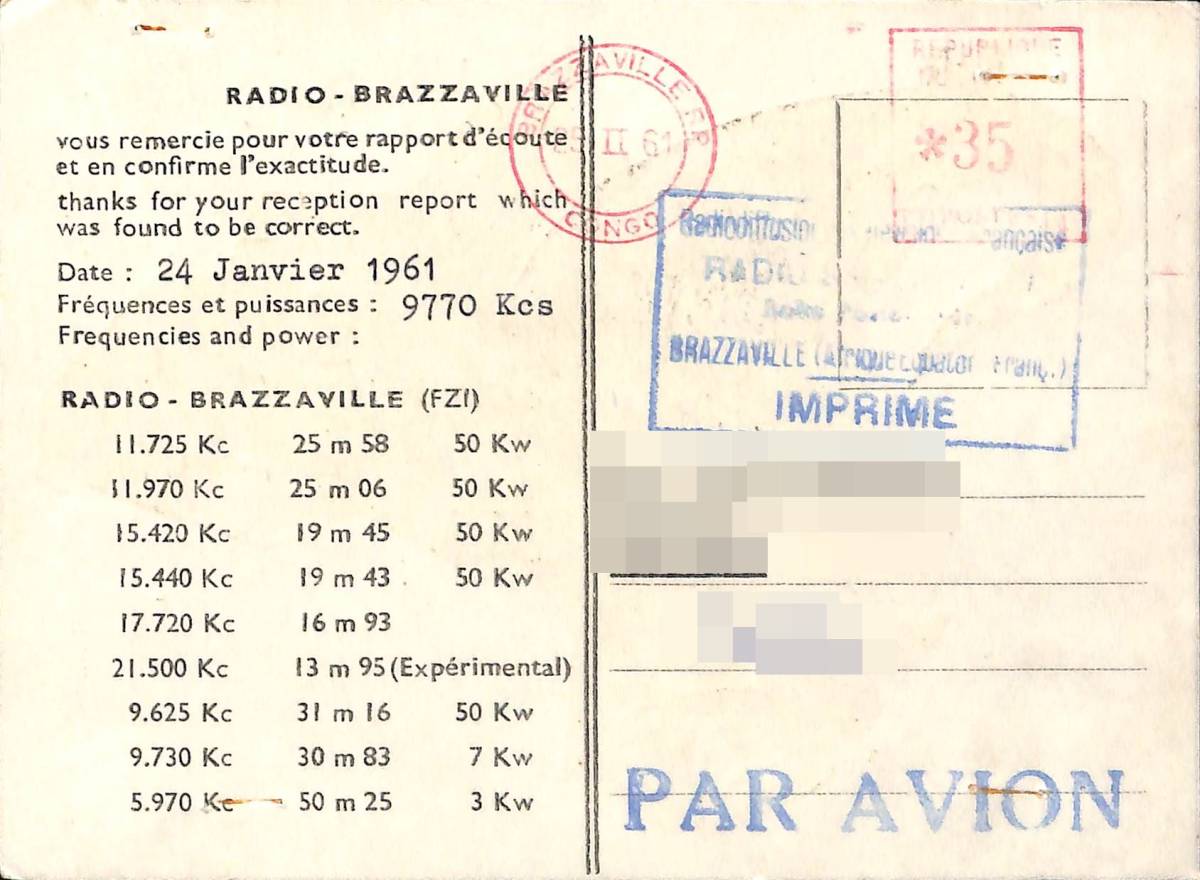 RADIO - BRAZZAVILLE
vous remercie pour votre rapport d'écoute
et en confirme l'exactitude.
thanks for your reception report which
was found to be correct.
Date : 24 Janvier 1961
Fréquences et puissances : 9770 Kcs
Frequencies and power :
RADIO - BRAZZAVILLE (FZI)
11.725 Kc 25 m 58 50 Kw
11.970 Kc 25 m 06 50 Kw
15.420 Kc 19 m 45 50 Kw
15.440 Kc 19 m 43 50 Kw
17.720 Kc 16 m 93
21.500 Kc 13 m 95 (Expérimental)
9.625 Kc 31 m 16 50 Kw
9.730 Kc 30 m 83 7 Kw
5.970 Kc 50 m 25 3 Kw
BRAZZAVILLE R.P.
II 61
CONGO
REPUBLIQUE
*35
RADIO
BRAZZAVILLE
IMPRIME
PAR AVION